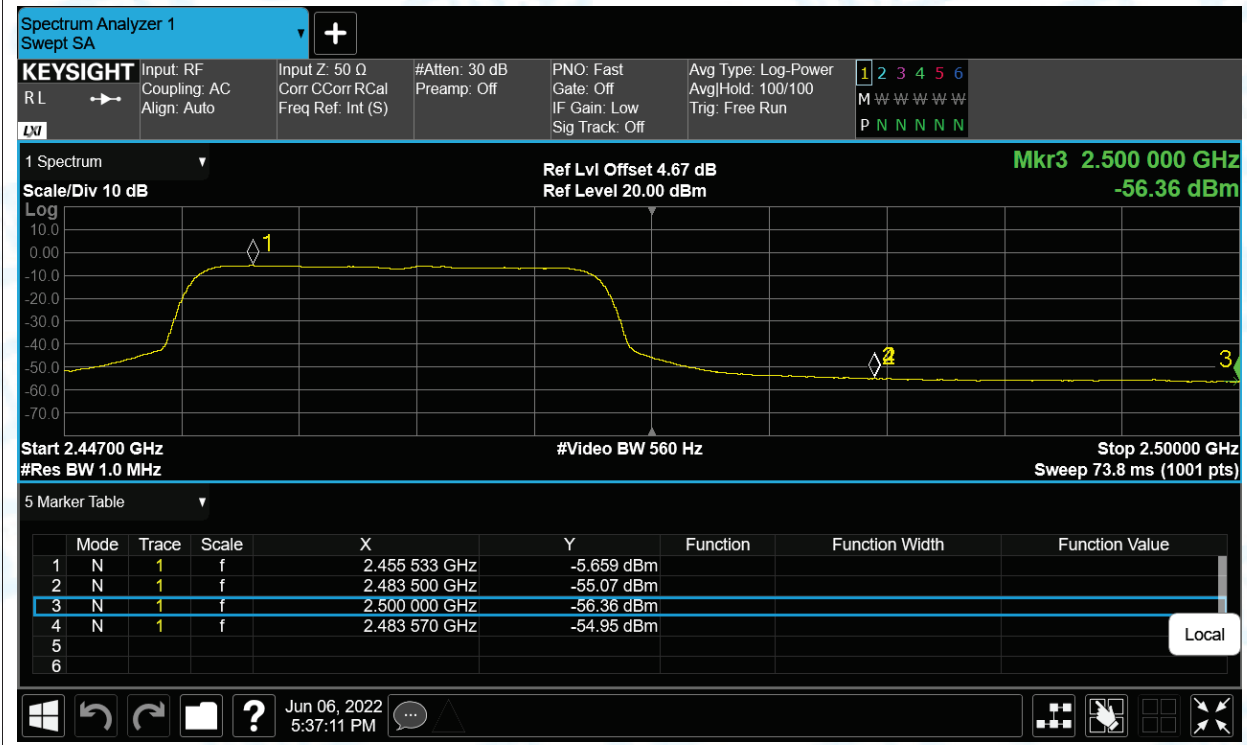 Spectrum Analyzer 1
Swept SA
+
KEYSIGHT Input: RF Input Z: 50 Ω #Atten: 30 dB PNO: Fast Avg Type: Log-Power 1 2 3 4 5 6
R L Coupling: AC Corr CCorr RCal Preamp: Off Gate: Off Avg|Hold: 100/100 M W W W W W
Align: Auto Freq Ref: Int (S) IF Gain: Low Trig: Free Run
LXI Sig Track: Off P N N N N N
1 Spectrum Ref Lvl Offset 4.67 dB Mkr3 2.500 000 GHz
Scale/Div 10 dB Ref Level 20.00 dBm -56.36 dBm
Log
10.0
0.00 1
-10.0
-20.0
-30.0
-40.0
-50.0 2 3
-60.0
-70.0
Start 2.44700 GHz #Video BW 560 Hz Stop 2.50000 GHz
#Res BW 1.0 MHz Sweep 73.8 ms (1001 pts)
5 Marker Table
Mode Trace Scale X Y Function Function Width Function Value
1 N 1 f 2.455 533 GHz -5.659 dBm
2 N 1 f 2.483 500 GHz -55.07 dBm
3 N 1 f 2.500 000 GHz -56.36 dBm
4 N 1 f 2.483 570 GHz -54.95 dBm
5
6
Local
? Jun 06, 2022
5:37:11 PM